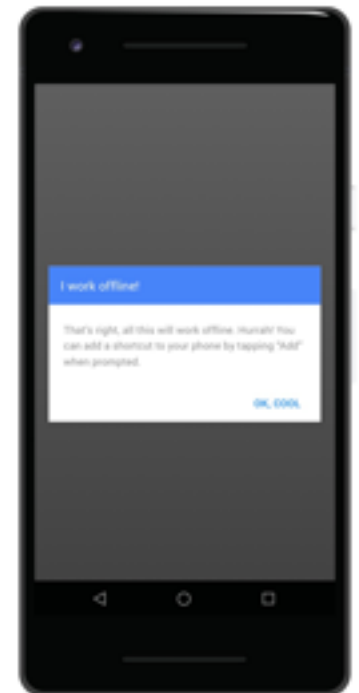 I work offline!
That's right, all this will work offline. Hurrah! You
can add a shortcut to your phone by tapping "Add"
when prompted.
OK, COOL